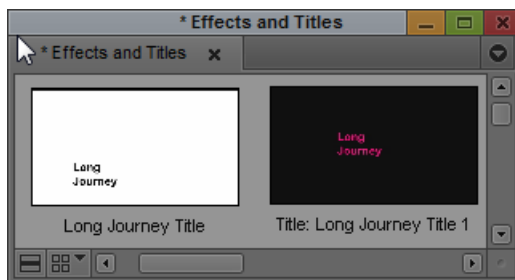 * Effects and Titles
* Effects and Titles
Long
Journey
Long
Journey
Long Journey Title
Title: Long Journey Title 1